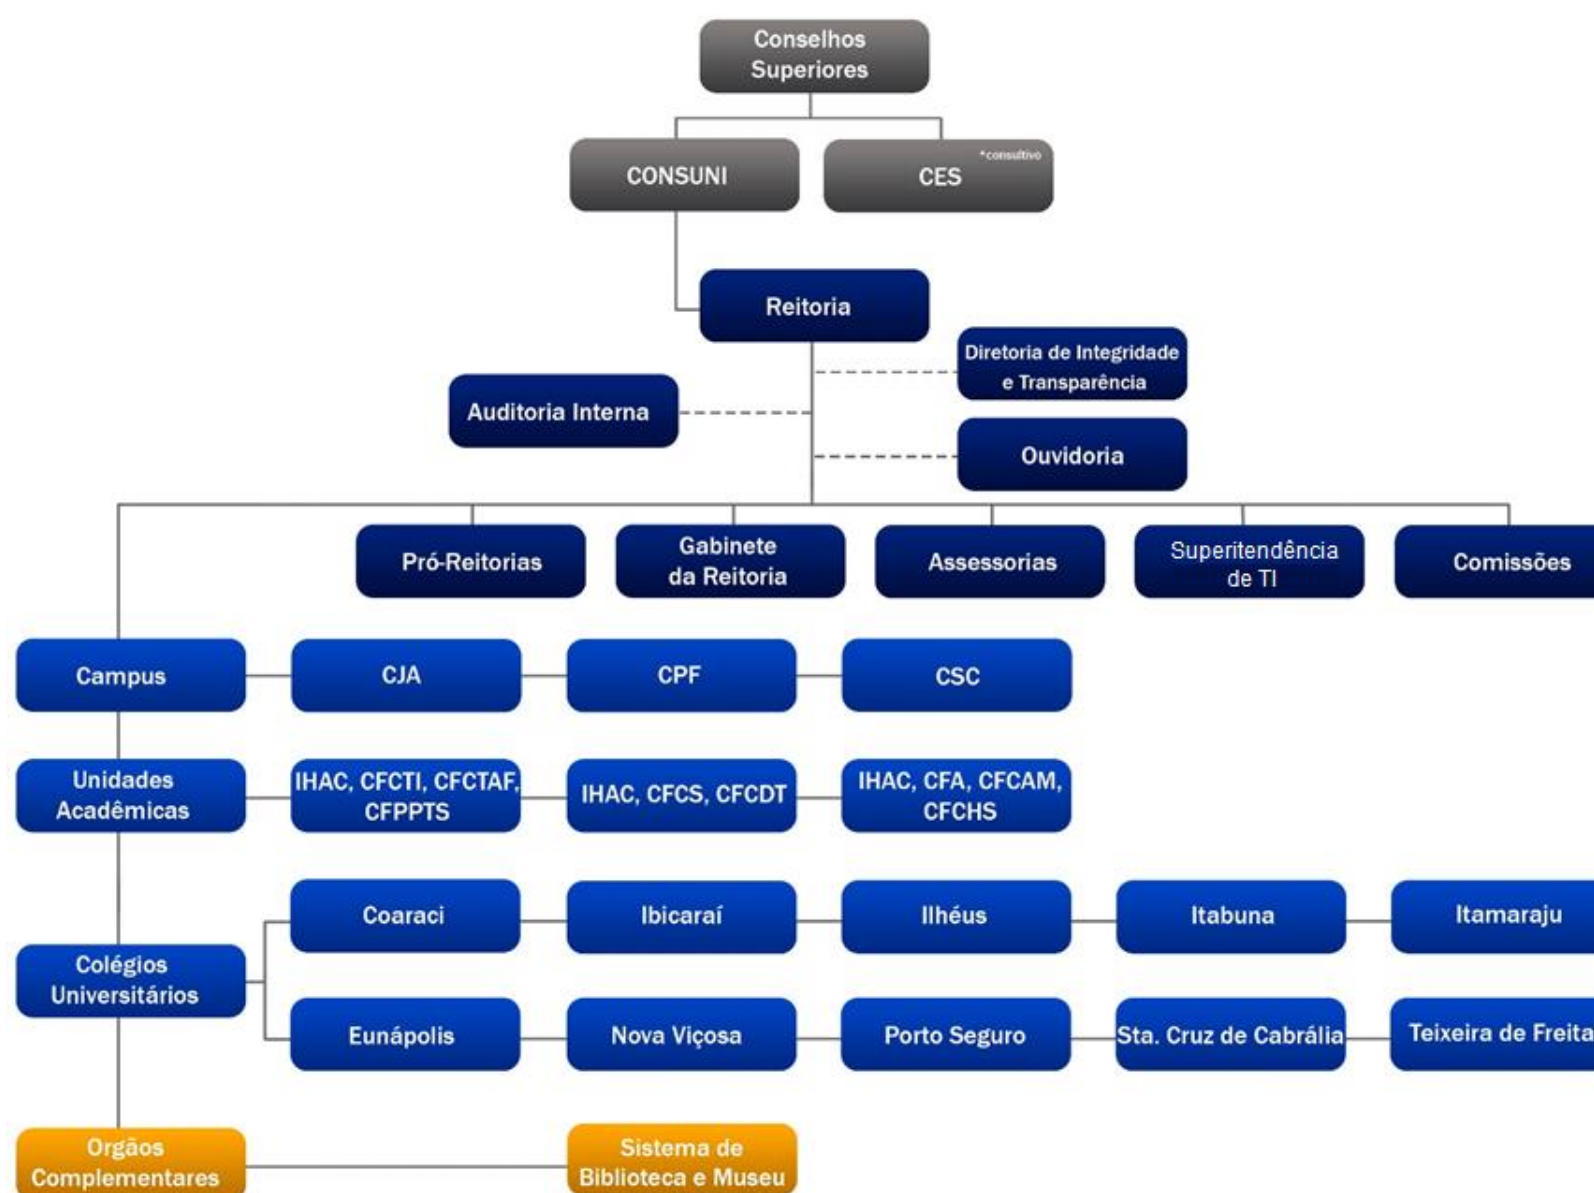 Conselhos
Superiores
CONSUNI
*consultivo
CES
Reitoria
Diretoria de Integridade
e Transparência
Auditoria Interna
Ouvidoria
Pró-Reitorias
Gabinete
da Reitoria
Assessorias
Superitendência
de TI
Comissões
Campus
CJA
CPF
CSC
Unidades
Acadêmicas
IHAC, CFCTI, CFCTAF,
CFPPTS
IHAC, CFCS, CFCDT
IHAC, CFA, CFCAM,
CFCHS
Colégios
Universitários
Coaraci
Ibicaraí
Ilhéus
Itabuna
Itamaraju
Eunápolis
Nova Viçosa
Porto Seguro
Sta. Cruz de Cabrália
Teixeira de Freita
Orgãos
Complementares
Sistema de
Biblioteca e Museu